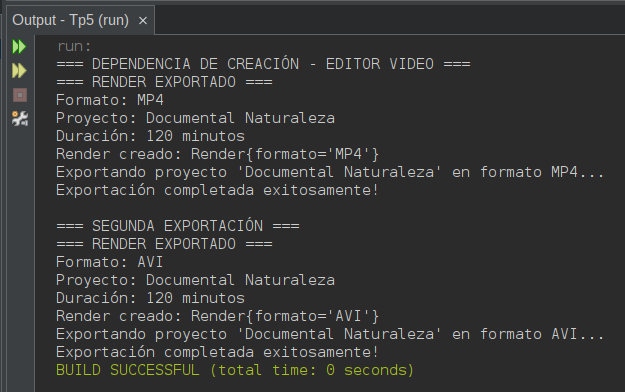 Output - Tp5 (run) ×
run:
=== DEPENDENCIA DE CREACIÓN - EDITOR VIDEO ===
=== RENDER EXPORTADO ===
Formato: MP4
Proyecto: Documental Naturaleza
Duración: 120 minutos
Render creado: Render{formato='MP4'}
Exportando proyecto 'Documental Naturaleza' en formato MP4...
Exportación completada exitosamente!

=== SEGUNDA EXPORTACIÓN ===
=== RENDER EXPORTADO ===
Formato: AVI
Proyecto: Documental Naturaleza
Duración: 120 minutos
Render creado: Render{formato='AVI'}
Exportando proyecto 'Documental Naturaleza' en formato AVI...
Exportación completada exitosamente!
BUILD SUCCESSFUL (total time: 0 seconds)